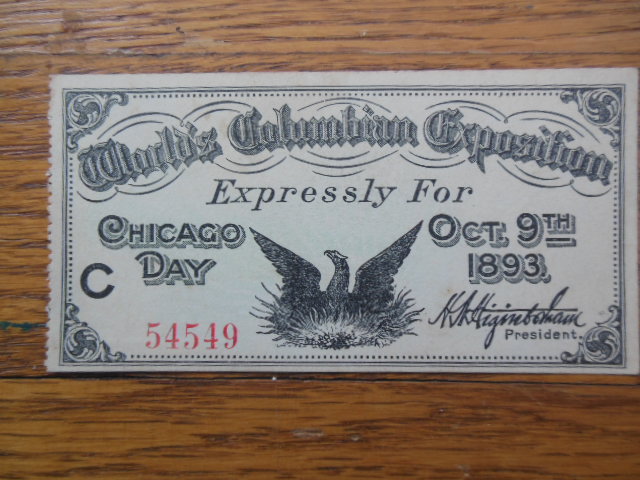 World's Columbian Exposition
Expressly For
CHICAGO DAY
OCT. 9TH 1893.
C
54549
H. N. Higinbotham
President.